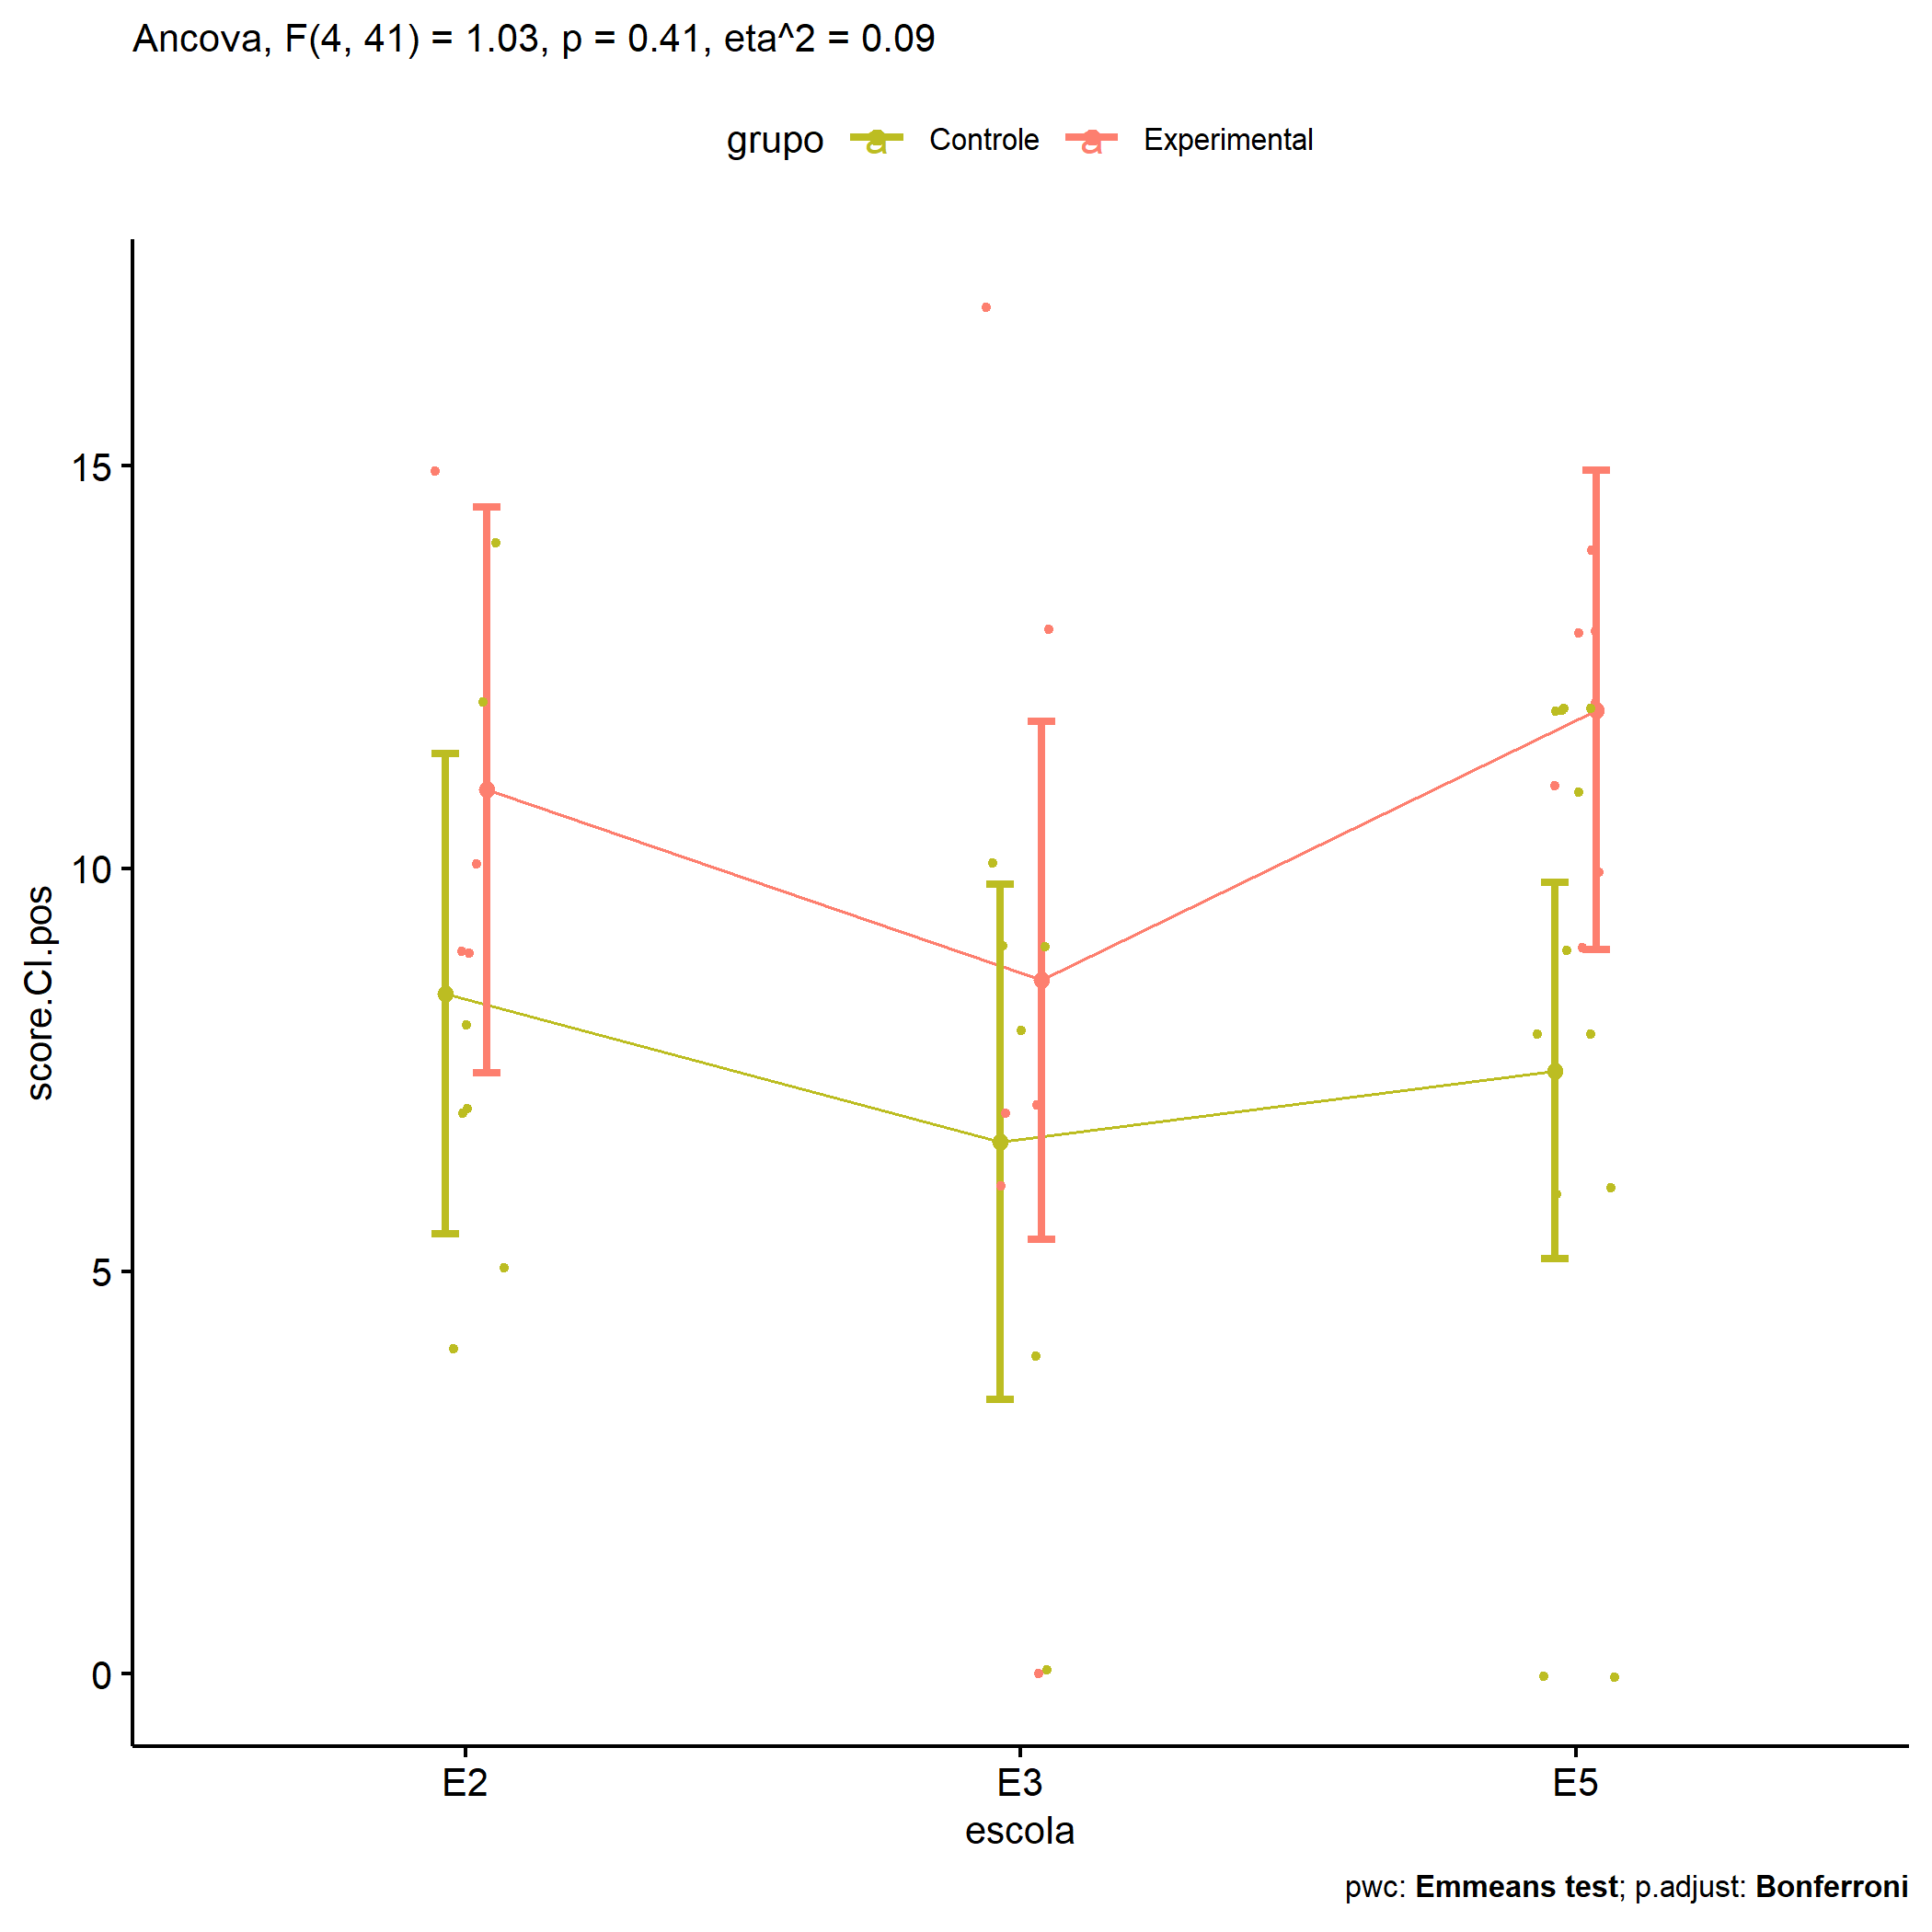 Ancova, F(4, 41) = 1.03, p = 0.41, eta^2 = 0.09
grupo a Controle a Experimental
15
10
5
0
score.CI.pos
E2 E3 E5
escola
pwc: Emmeans test; p.adjust: Bonferroni